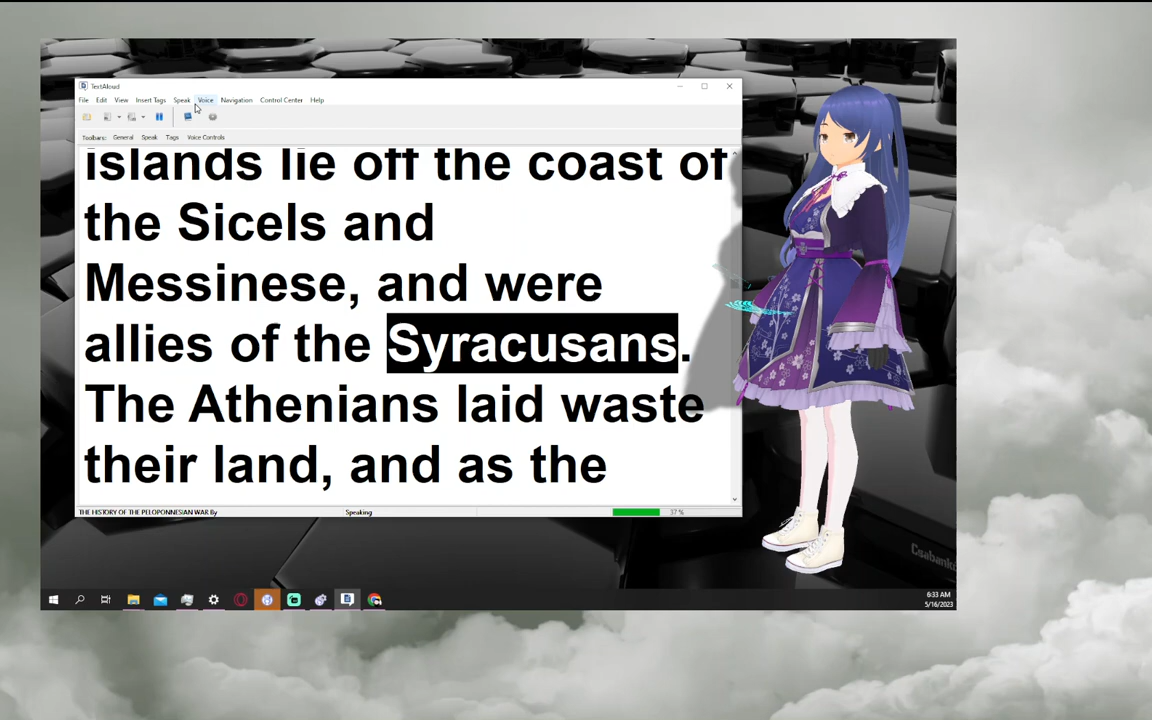 TextAloud
File Edit View Insert Tags Speak Voice Navigation Control Center Help
Toolbars: General Speak Tags Voice Controls
islands lie off the coast of
the Sicels and
Messinese, and were
allies of the Syracusans.
The Athenians laid waste
their land, and as the
THE HISTORY OF THE PELOPONNESIAN WAR By Speaking 37 %
Csabank
6:33 AM
5/16/2023